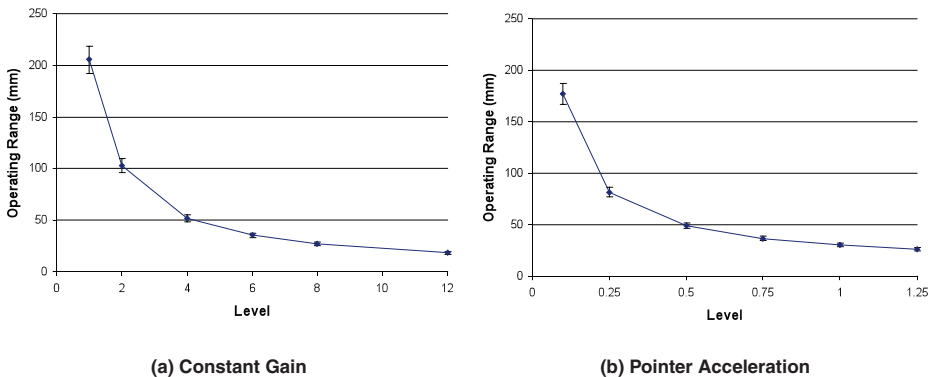 250
200
150
100
50
0
Operating Range (mm)
0 2 4 6 8 10 12
Level
(a) Constant Gain
250
200
150
100
50
0
Operating Range (mm)
0 0.25 0.5 0.75 1 1.25
Level
(b) Pointer Acceleration